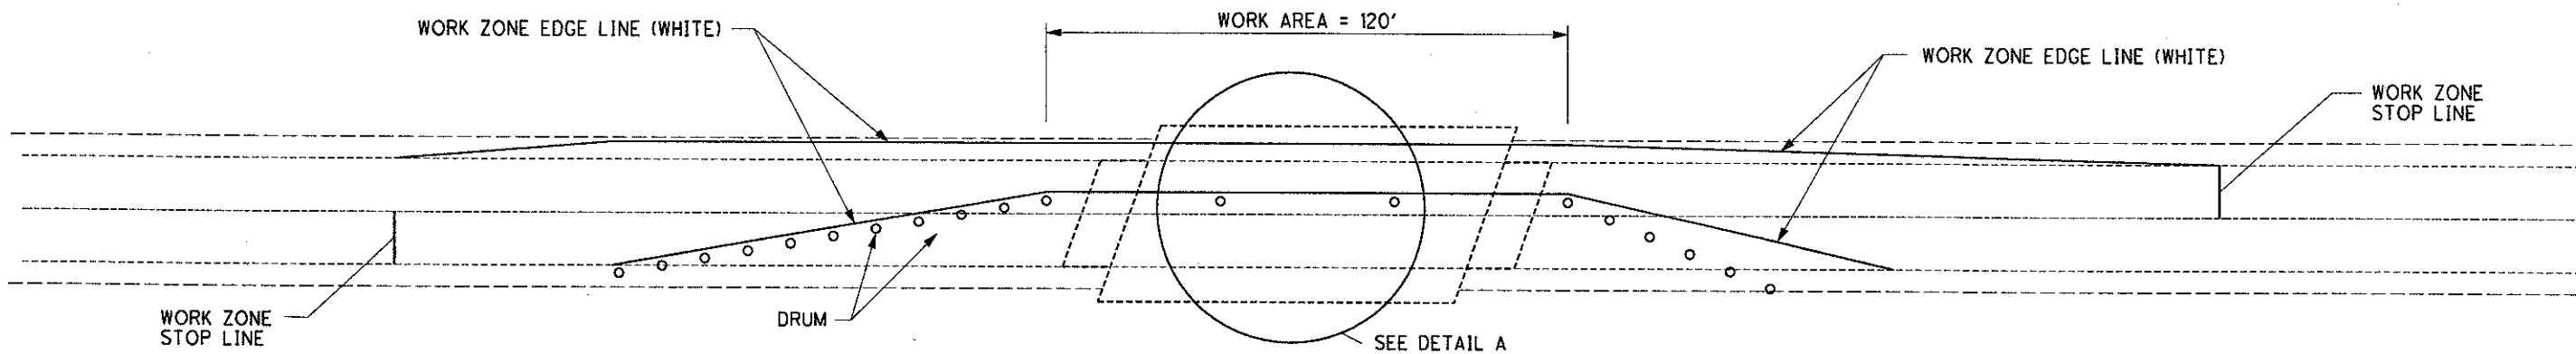 WORK AREA = 120'
WORK ZONE EDGE LINE (WHITE)
WORK ZONE EDGE LINE (WHITE)
WORK ZONE
STOP LINE
WORK ZONE
STOP LINE
DRUM
SEE DETAIL A